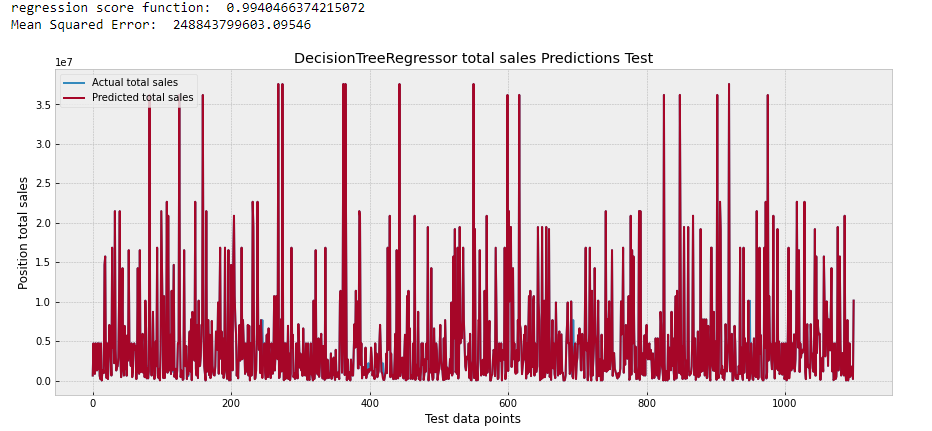 regression score function:  0.9940466374215072
Mean Squared Error:  248843799603.09546
DecisionTreeRegressor total sales Predictions Test
1e7
Actual total sales
Predicted total sales
3.5
3.0
2.5
2.0
1.5
1.0
0.5
0.0
Position total sales
0 200 400 600 800 1000
Test data points